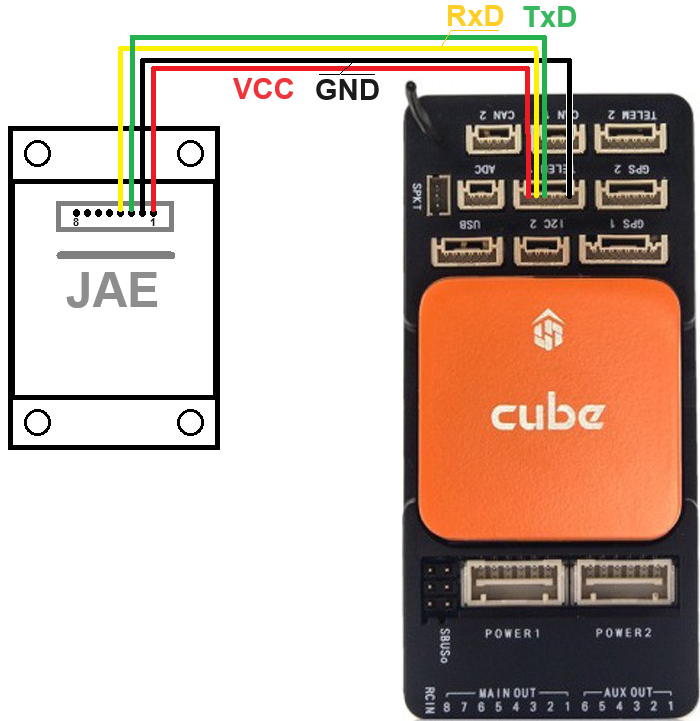 RxD TxD
VCC GND
8 1
JAE
CAN 2 CAN 1 TELEM 2
SPKT ADC GPS 2
USB I2C 2 GPS 1
cube
POWER1 POWER2
SBUSo
RCIN
MAIN OUT AUX OUT
8 7 6 5 4 3 2 1 6 5 4 3 2 1